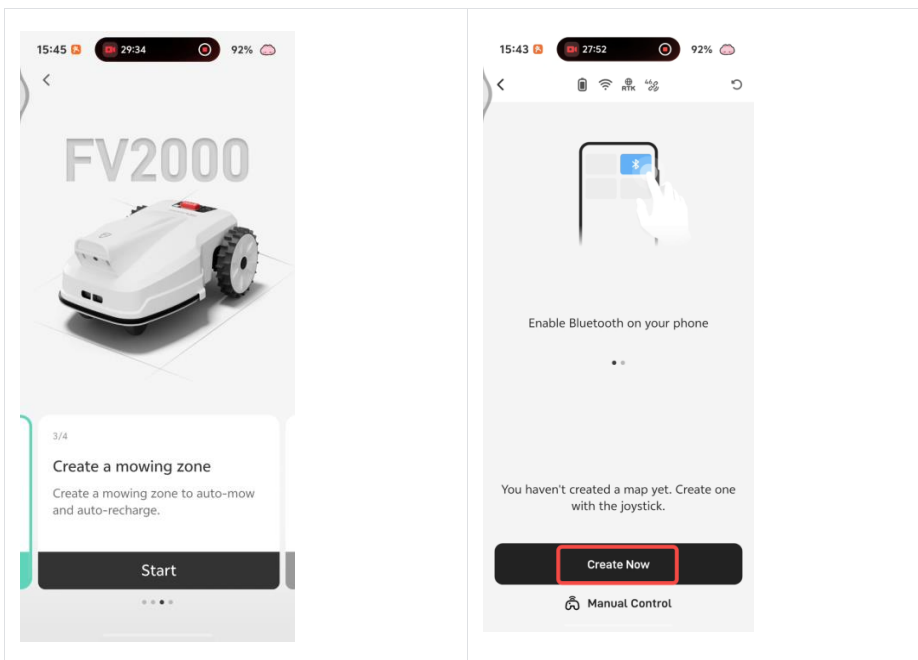 15:45 29:34 92%
FV2000
3/4
Create a mowing zone
Create a mowing zone to auto-mow
and auto-recharge.
Start
15:43 27:52 92%
RTK 4G
Enable Bluetooth on your phone
You haven't created a map yet. Create one
with the joystick.
Create Now
Manual Control